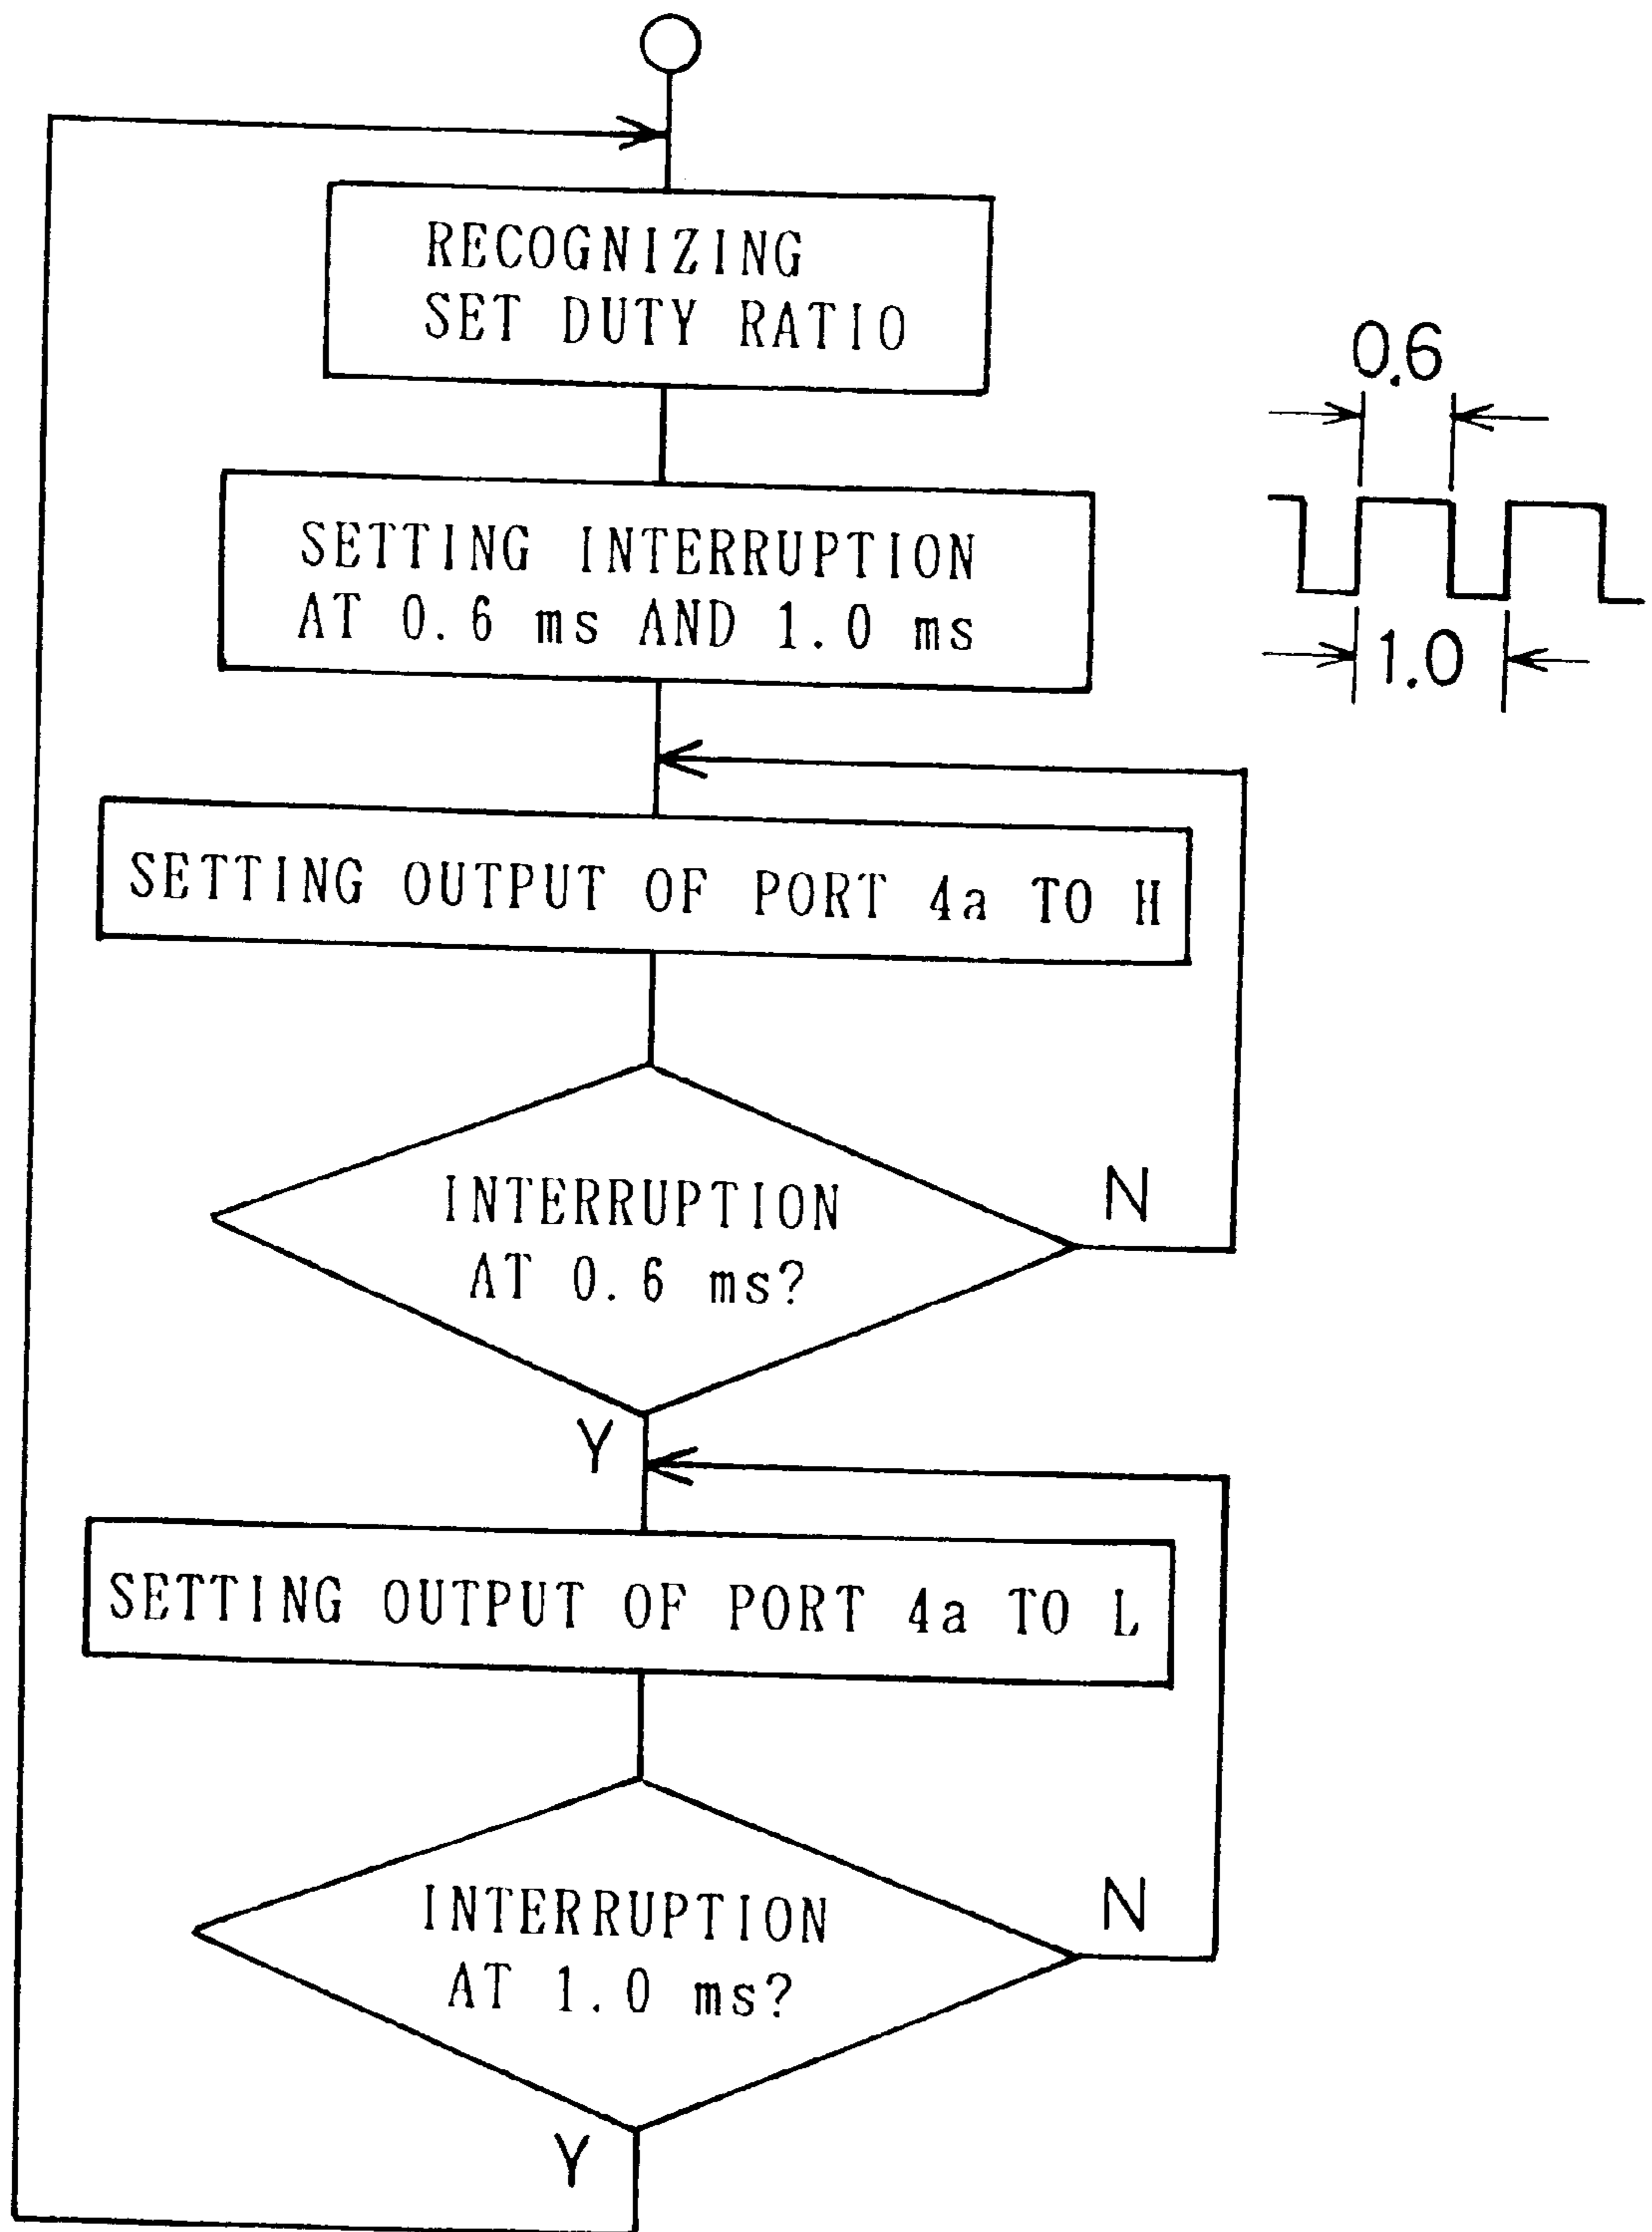 RECOGNIZING
SET DUTY RATIO
0.6
SETTING INTERRUPTION
AT 0.6 ms AND 1.0 ms
1.0
SETTING OUTPUT OF PORT 4a TO H
INTERRUPTION
AT 0.6 ms?
N
Y
SETTING OUTPUT OF PORT 4a TO L
INTERRUPTION
AT 1.0 ms?
N
Y